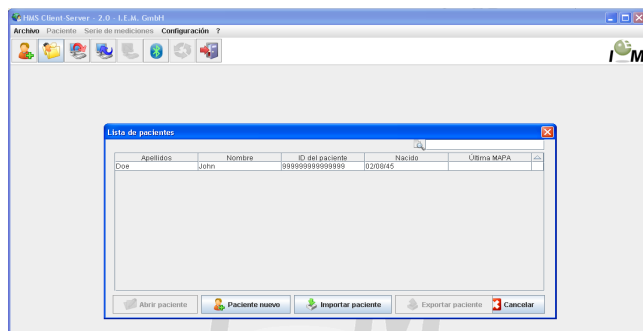 HMS Client-Server - 2.0 - I.E.M. GmbH
Archivo Paciente Serie de mediciones Configuración ?
IEM
Lista de pacientes
Apellidos Nombre ID del paciente Nacido Última MAPA
Doe John 999999999999999 02/08/45
Abrir paciente Paciente nuevo Importar paciente Exportar paciente Cancelar